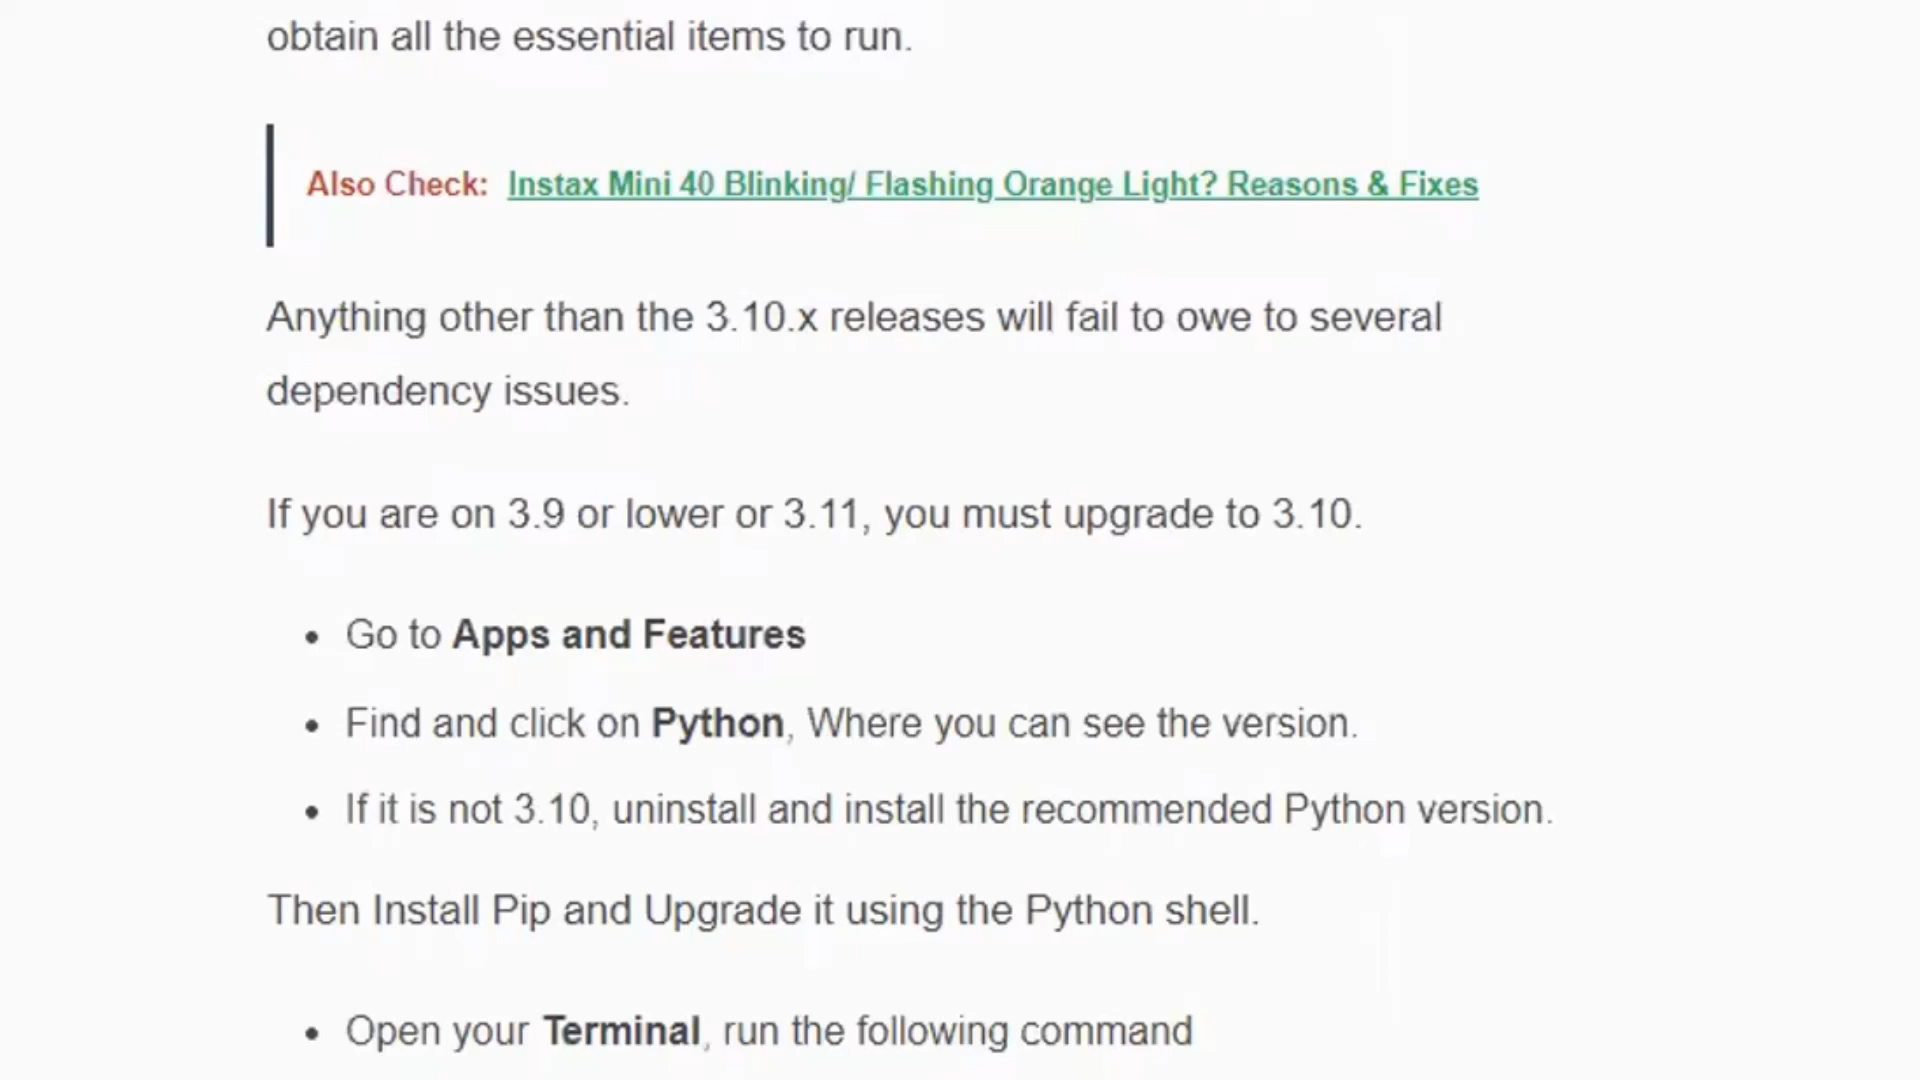 obtain all the essential items to run.
Also Check: Instax Mini 40 Blinking/ Flashing Orange Light? Reasons & Fixes
Anything other than the 3.10.x releases will fail to owe to several
dependency issues.
If you are on 3.9 or lower or 3.11, you must upgrade to 3.10.
• Go to Apps and Features
• Find and click on Python, Where you can see the version.
• If it is not 3.10, uninstall and install the recommended Python version.
Then Install Pip and Upgrade it using the Python shell.
• Open your Terminal, run the following command